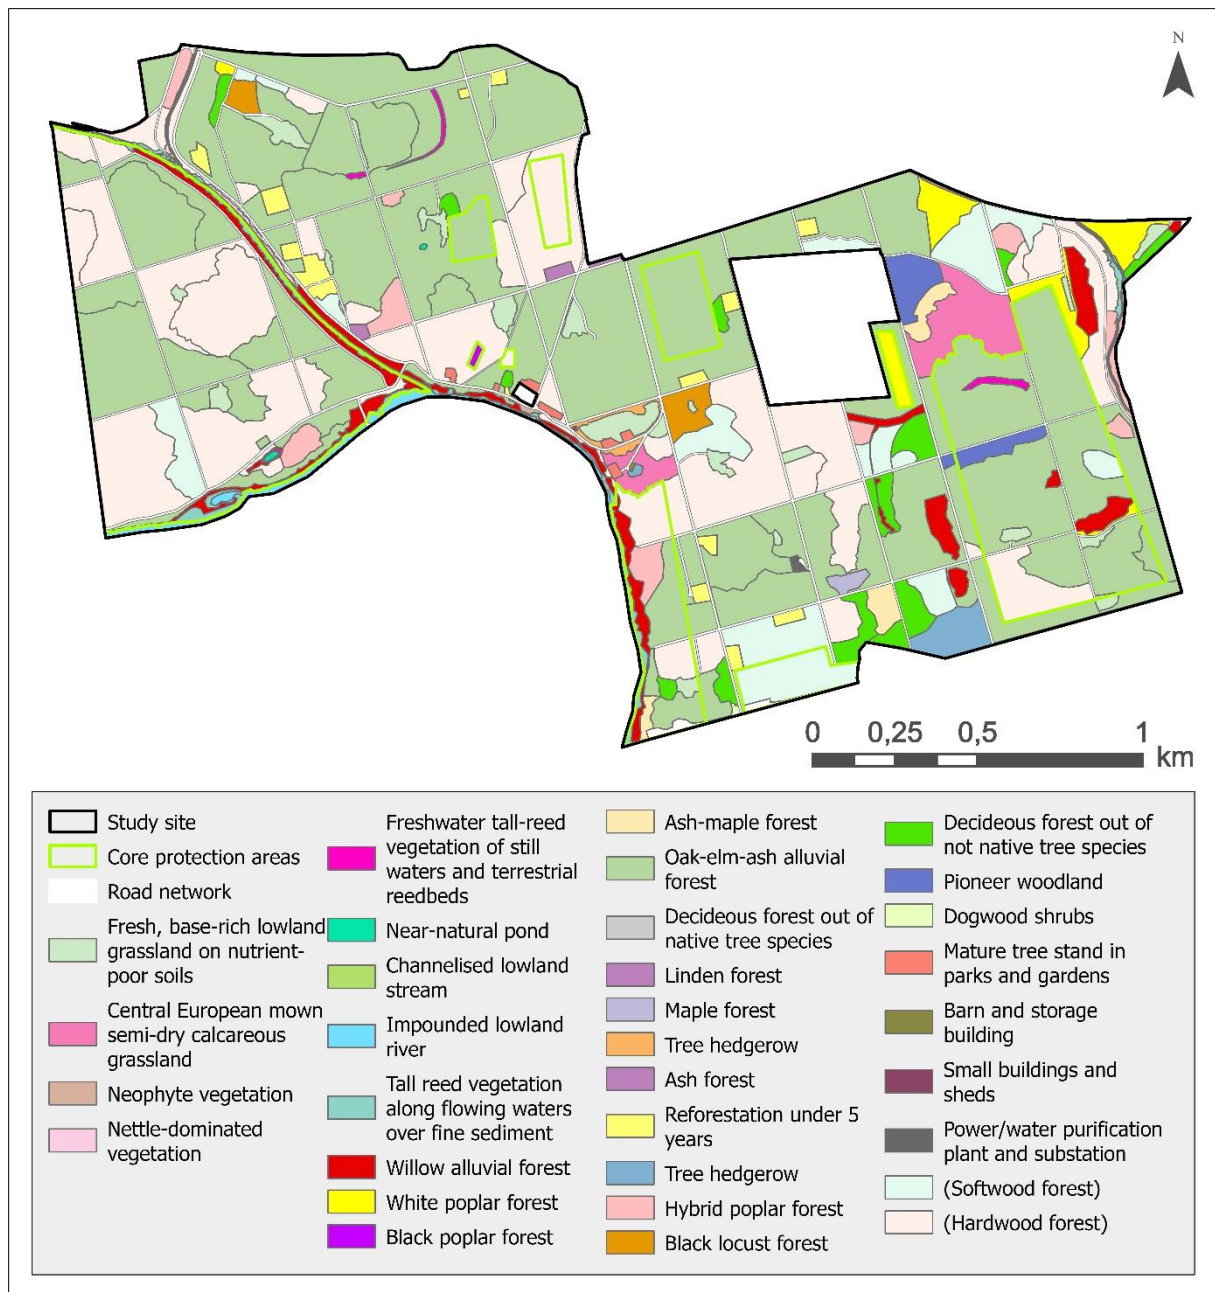 N
0 0,25 0,5 1
km
Study site
Core protection areas
Road network
Fresh, base-rich lowland
grassland on nutrient-
poor soils
Central European mown
semi-dry calcareous
grassland
Neophyte vegetation
Nettle-dominated
vegetation
Freshwater tall-reed
vegetation of still
waters and terrestrial
reedbeds
Near-natural pond
Channelised lowland
stream
Impounded lowland
river
Tall reed vegetation
along flowing waters
over fine sediment
Willow alluvial forest
White poplar forest
Black poplar forest
Ash-maple forest
Oak-elm-ash alluvial
forest
Decideous forest out of
native tree species
Linden forest
Maple forest
Tree hedgerow
Ash forest
Reforestation under 5
years
Tree hedgerow
Hybrid poplar forest
Black locust forest
Decideous forest out of
not native tree species
Pioneer woodland
Dogwood shrubs
Mature tree stand in
parks and gardens
Barn and storage
building
Small buildings and
sheds
Power/water purification
plant and substation
(Softwood forest)
(Hardwood forest)